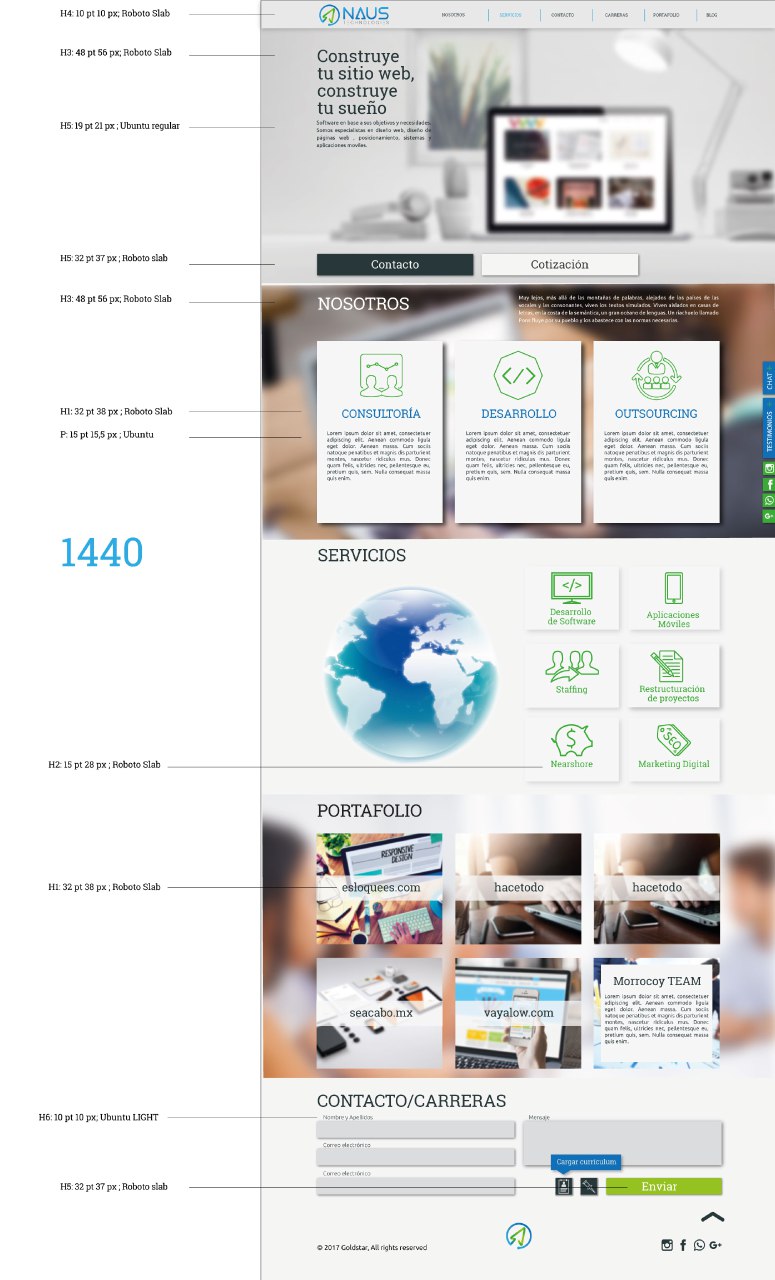 H4: 10 pt 10 px; Roboto Slab
NAUS
TECHNOLOGIES
NOSOTROS
SERVICIOS
CONTACTO
CARRERAS
PORTAFOLIO
BLOG
H3: 48 pt 56 px; Roboto Slab
Construye
tu sitio web,
construye
tu sueño
H5: 19 pt 21 px ; Ubuntu regular
Software en base a sus objetivos y necesidades.
Somos especialistas en diseño web, diseño de
páginas web , posicionamiento, sistemas y
aplicaciones moviles.
H5: 32 pt 37 px ; Roboto slab
Contacto
Cotización
H3: 48 pt 56 px; Roboto Slab
NOSOTROS
Muy lejos, más allá de las montañas de palabras, alejados de los países de las
vocales y las consonantes, viven los textos simulados. Viven aislados en casas de
letras, en la costa de la semántica, un gran océano de lenguas. Un riachuelo llamado
Pons fluye por su pueblo y los abastece con las normas necesarias.
CHAT
TESTIMONIOS
H1: 32 pt 38 px ; Roboto Slab
CONSULTORÍA
DESARROLLO
OUTSOURCING
P: 15 pt 15,5 px ; Ubuntu
Lorem ipsum dolor sit amet, consectetuer
adipiscing elit. Aenean commodo ligula
eget dolor. Aenean massa. Cum sociis
natoque penatibus et magnis dis parturient
montes, nascetur ridiculus mus. Donec
quam felis, ultricies nec, pellentesque eu,
pretium quis, sem. Nulla consequat massa
quis enim.
Lorem ipsum dolor sit amet, consectetuer
adipiscing elit. Aenean commodo ligula
eget dolor. Aenean massa. Cum sociis
natoque penatibus et magnis dis parturient
montes, nascetur ridiculus mus. Donec
quam felis, ultricies nec, pellentesque eu,
pretium quis, sem. Nulla consequat massa
quis enim.
Lorem ipsum dolor sit amet, consectetuer
adipiscing elit. Aenean commodo ligula
eget dolor. Aenean massa. Cum sociis
natoque penatibus et magnis dis parturient
montes, nascetur ridiculus mus. Donec
quam felis, ultricies nec, pellentesque eu,
pretium quis, sem. Nulla consequat massa
quis enim.
1440
SERVICIOS
</>
Desarrollo
de Software
Aplicaciones
Móviles
Staffing
Restructuración
de proyectos
$
Nearshore
SEO
Marketing Digital
H2: 15 pt 28 px ; Roboto Slab
PORTAFOLIO
RESPONSIVE
DESIGN
H1: 32 pt 38 px ; Roboto Slab
esloquees.com
hacetodo
hacetodo
seacabo.mx
vayalow.com
Morrocoy TEAM
Lorem ipsum dolor sit amet, consectetuer
adipiscing elit. Aenean commodo ligula
eget dolor. Aenean massa. Cum sociis
natoque penatibus et magnis dis parturient
montes, nascetur ridiculus mus. Donec
quam felis, ultricies nec, pellentesque eu,
pretium quis, sem. Nulla consequat massa
quis enim.
CONTACTO/CARRERAS
H6: 10 pt 10 px; Ubuntu LIGHT
Nombre y Apellidos
Mensaje
Correo electrónico
Cargar curriculum
Correo electrónico
H5: 32 pt 37 px ; Roboto slab
Enviar
© 2017 Goldstar, All rights reserved
G+